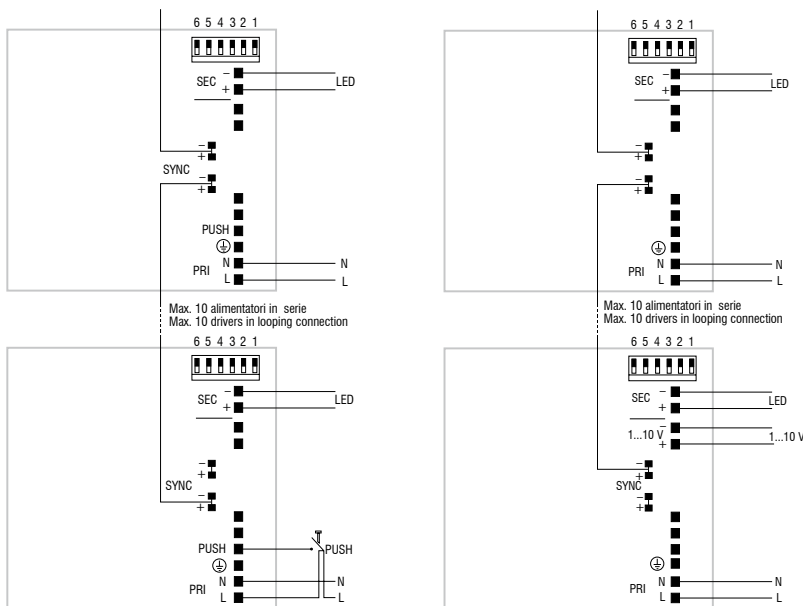 6 5 4 3 2 1
SEC
−
+
LED
−
+
SYNC
−
+
PUSH
N
PRI
L
N
L
Max. 10 alimentatori in serie
Max. 10 drivers in looping connection
6 5 4 3 2 1
SEC
−
+
LED
−
+
SYNC
−
+
PUSH
PUSH
N
PRI
L
N
L
6 5 4 3 2 1
SEC
−
+
LED
−
+
−
+
N
PRI
L
N
L
Max. 10 alimentatori in serie
Max. 10 drivers in looping connection
6 5 4 3 2 1
SEC
−
+
LED
1...10 V
−
+
1...10 V
−
+
SYNC
−
+
N
PRI
L
N
L